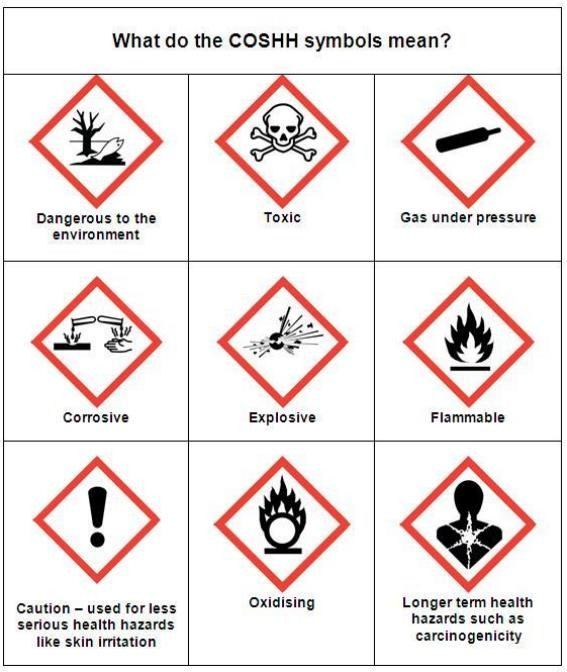 What do the COSHH symbols mean?
Dangerous to the
environment
Toxic
Gas under pressure
Corrosive
Explosive
Flammable
Caution – used for less
serious health hazards
like skin irritation
Oxidising
Longer term health
hazards such as
carcinogenicity